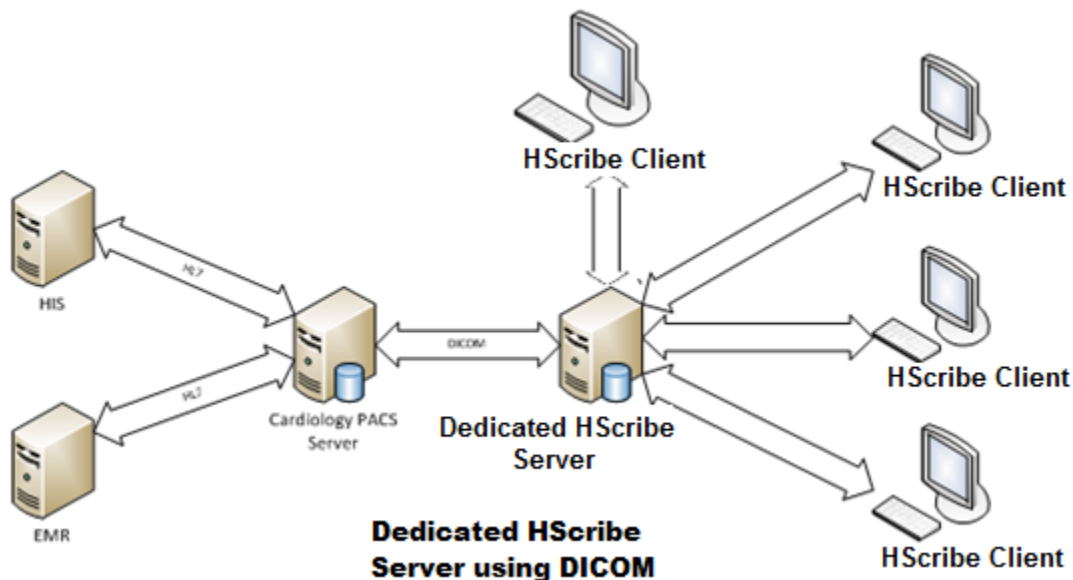 HScribe Client
HScribe Client
HIS
HL7
DICOM
HL7
HScribe Client
Cardiology PACS
Server
Dedicated HScribe
Server
EMR
Dedicated HScribe
Server using DICOM
HScribe Client